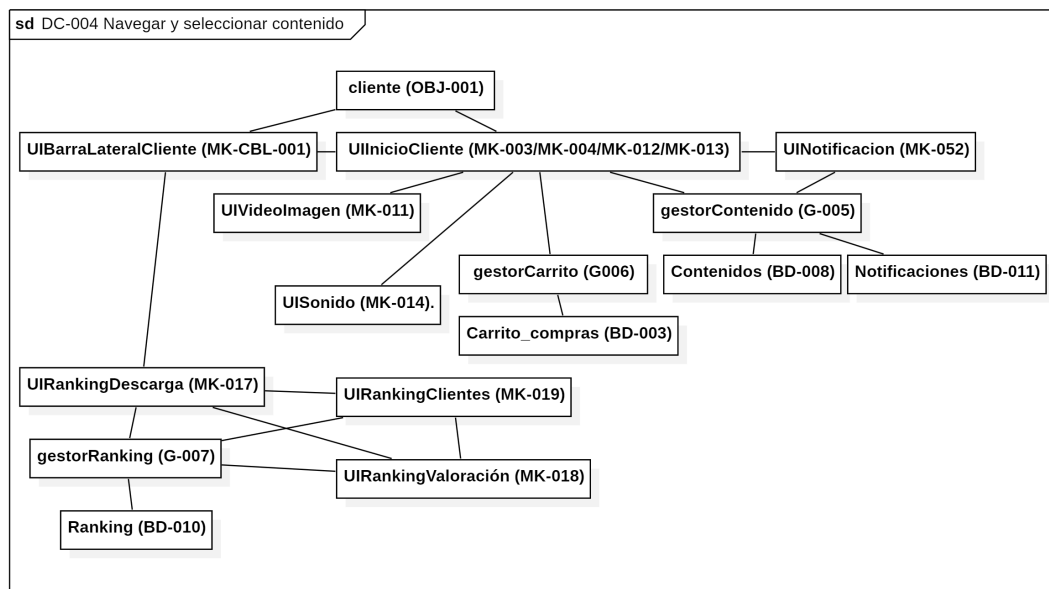 sd DC-004 Navegar y seleccionar contenido
cliente (OBJ-001)
UIBarraLateralCliente (MK-CBL-001)
UIInicioCliente (MK-003/MK-004/MK-012/MK-013)
UINotificacion (MK-052)
UIVideoImagen (MK-011)
gestorContenido (G-005)
gestorCarrito (G006)
Contenidos (BD-008)
Notificaciones (BD-011)
UISonido (MK-014).
Carrito_compras (BD-003)
UIRankingDescarga (MK-017)
UIRankingClientes (MK-019)
gestorRanking (G-007)
UIRankingValoración (MK-018)
Ranking (BD-010)